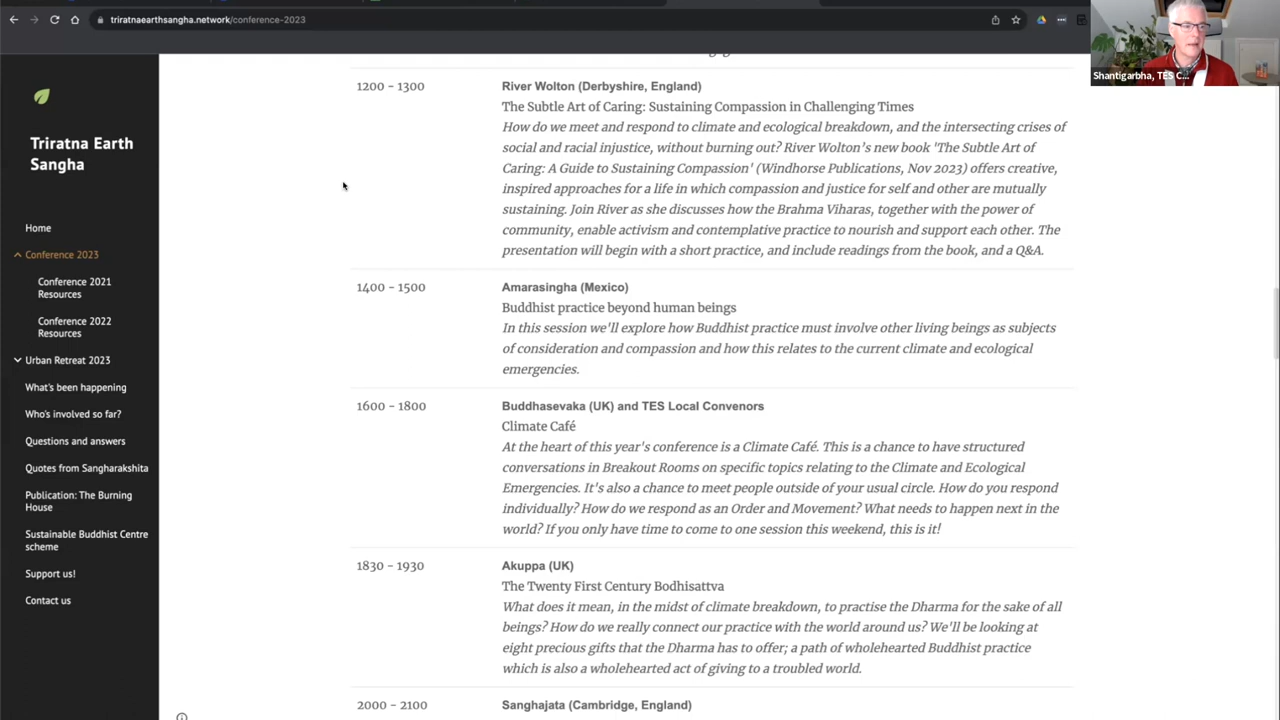 triratnaearthsangha.network/conference-2023
Shantigarbha, TES C...
Triratna Earth
Sangha
Home
Conference 2023
Conference 2021
Resources
Conference 2022
Resources
Urban Retreat 2023
What's been happening
Who's involved so far?
Questions and answers
Quotes from Sangharakshita
Publication: The Burning
House
Sustainable Buddhist Centre
scheme
Support us!
Contact us
1200 - 1300
River Wolton (Derbyshire, England)
The Subtle Art of Caring: Sustaining Compassion in Challenging Times
How do we meet and respond to climate and ecological breakdown, and the intersecting crises of
social and racial injustice, without burning out? River Wolton's new book 'The Subtle Art of
Caring: A Guide to Sustaining Compassion' (Windhorse Publications, Nov 2023) offers creative,
inspired approaches for a life in which compassion and justice for self and other are mutually
sustaining. Join River as she discusses how the Brahma Viharas, together with the power of
community, enable activism and contemplative practice to nourish and support each other. The
presentation will begin with a short practice, and include readings from the book, and a Q&A.
1400 - 1500
Amarasingha (Mexico)
Buddhist practice beyond human beings
In this session we'll explore how Buddhist practice must involve other living beings as subjects
of consideration and compassion and how this relates to the current climate and ecological
emergencies.
1600 - 1800
Buddhasevaka (UK) and TES Local Convenors
Climate Café
At the heart of this year's conference is a Climate Café. This is a chance to have structured
conversations in Breakout Rooms on specific topics relating to the Climate and Ecological
Emergencies. It's also a chance to meet people outside of your usual circle. How do you respond
individually? How do we respond as an Order and Movement? What needs to happen next in the
world? If you only have time to come to one session this weekend, this is it!
1830 - 1930
Akuppa (UK)
The Twenty First Century Bodhisattva
What does it mean, in the midst of climate breakdown, to practise the Dharma for the sake of all
beings? How do we really connect our practice with the world around us? We'll be looking at
eight precious gifts that the Dharma has to offer; a path of wholehearted Buddhist practice
which is also a wholehearted act of giving to a troubled world.
2000 - 2100
Sanghajata (Cambridge, England)